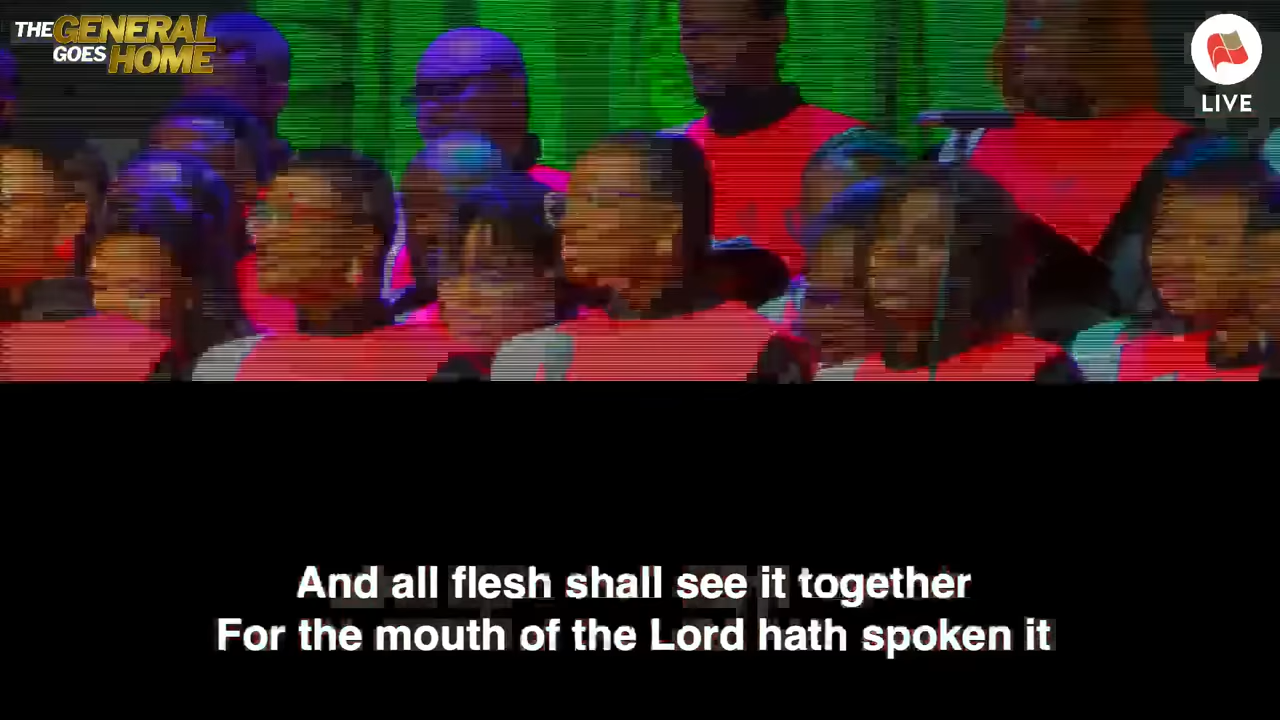 THE GENERAL
GOES HOME
LIVE
And all flesh shall see it together
For the mouth of the Lord hath spoken it